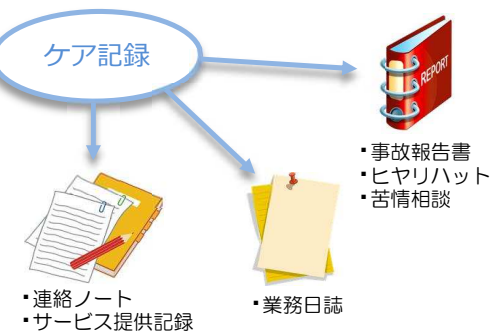 ケア記録
REPORT
▪事故報告書
▪ヒヤリハット
▪苦情相談
▪連絡ノート
▪サービス提供記録
▪業務日誌